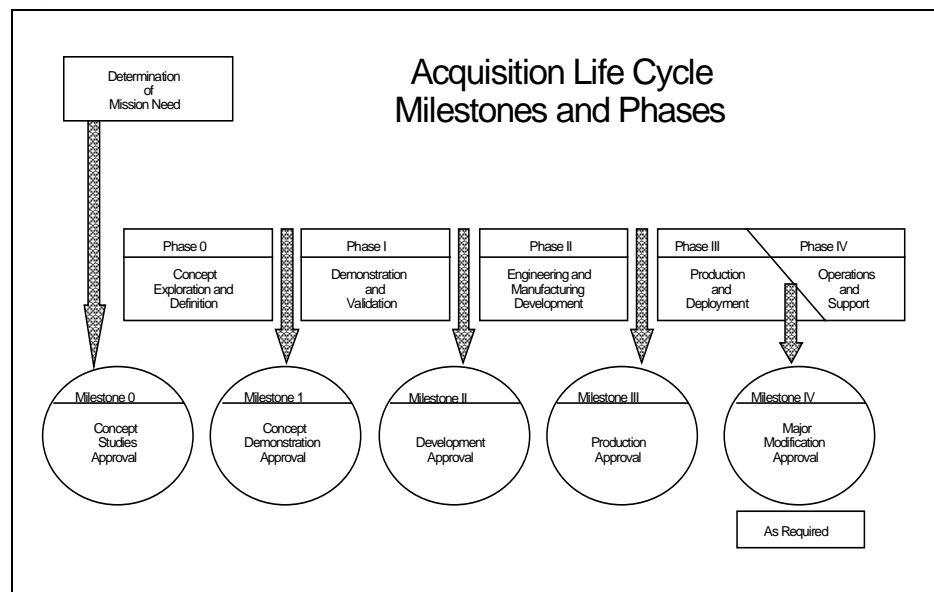 Acquisition Life Cycle
Milestones and Phases
Determination
of
Mission Need
Phase 0
Concept
Exploration and
Definition
Phase I
Demonstration
and
Validation
Phase II
Engineering and
Manufacturing
Development
Phase III
Production
and
Deployment
Phase IV
Operations
and
Support
Milestone 0
Concept
Studies
Approval
Milestone 1
Concept
Demonstration
Approval
Milestone II
Development
Approval
Milestone III
Production
Approval
Milestone IV
Major
Modification
Approval
As Required